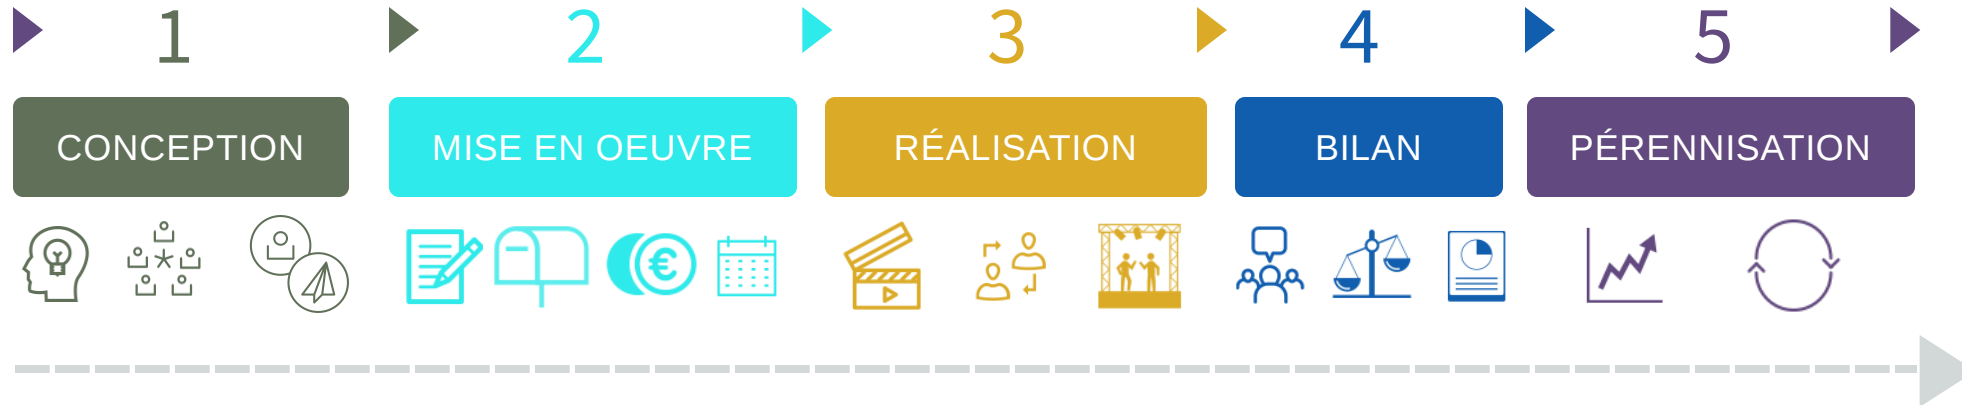 1
2
3
4
5
CONCEPTION
MISE EN OEUVRE
RÉALISATION
BILAN
PÉRENNISATION
€